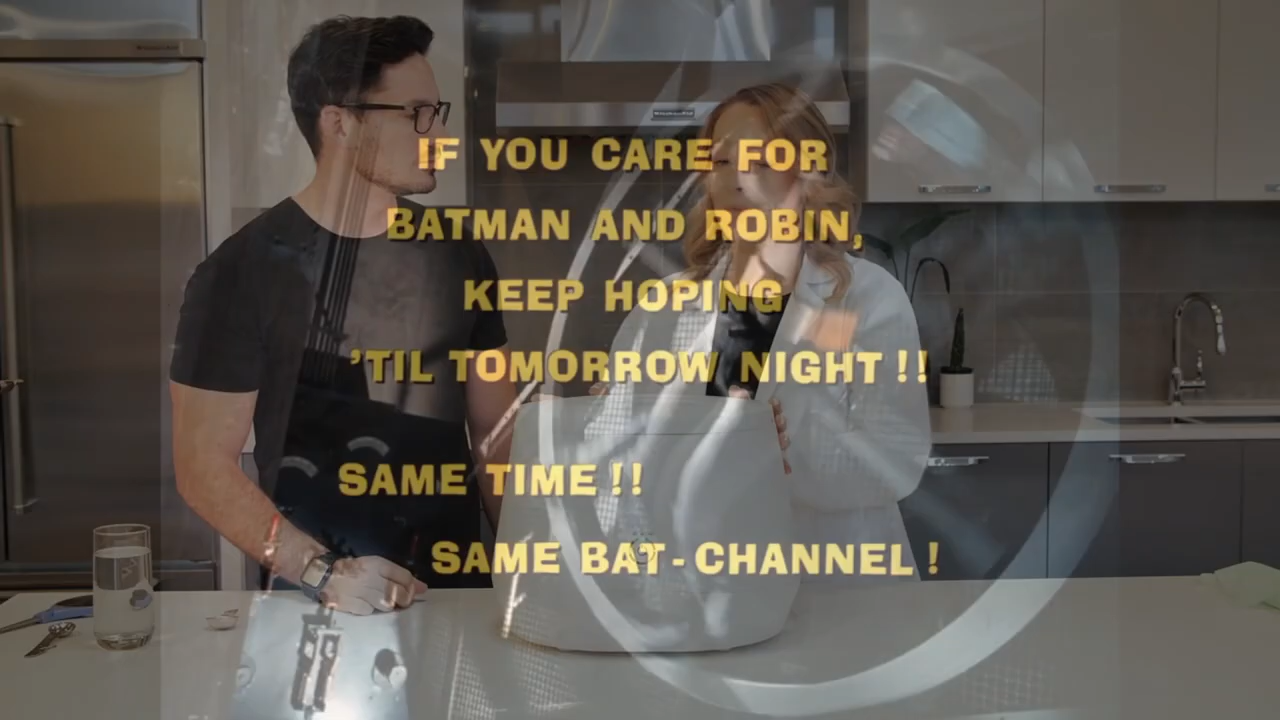 IF YOU CARE FOR
BATMAN AND ROBIN,
KEEP HOPING
'TIL TOMORROW NIGHT !!
SAME TIME !!
SAME BAT-CHANNEL !